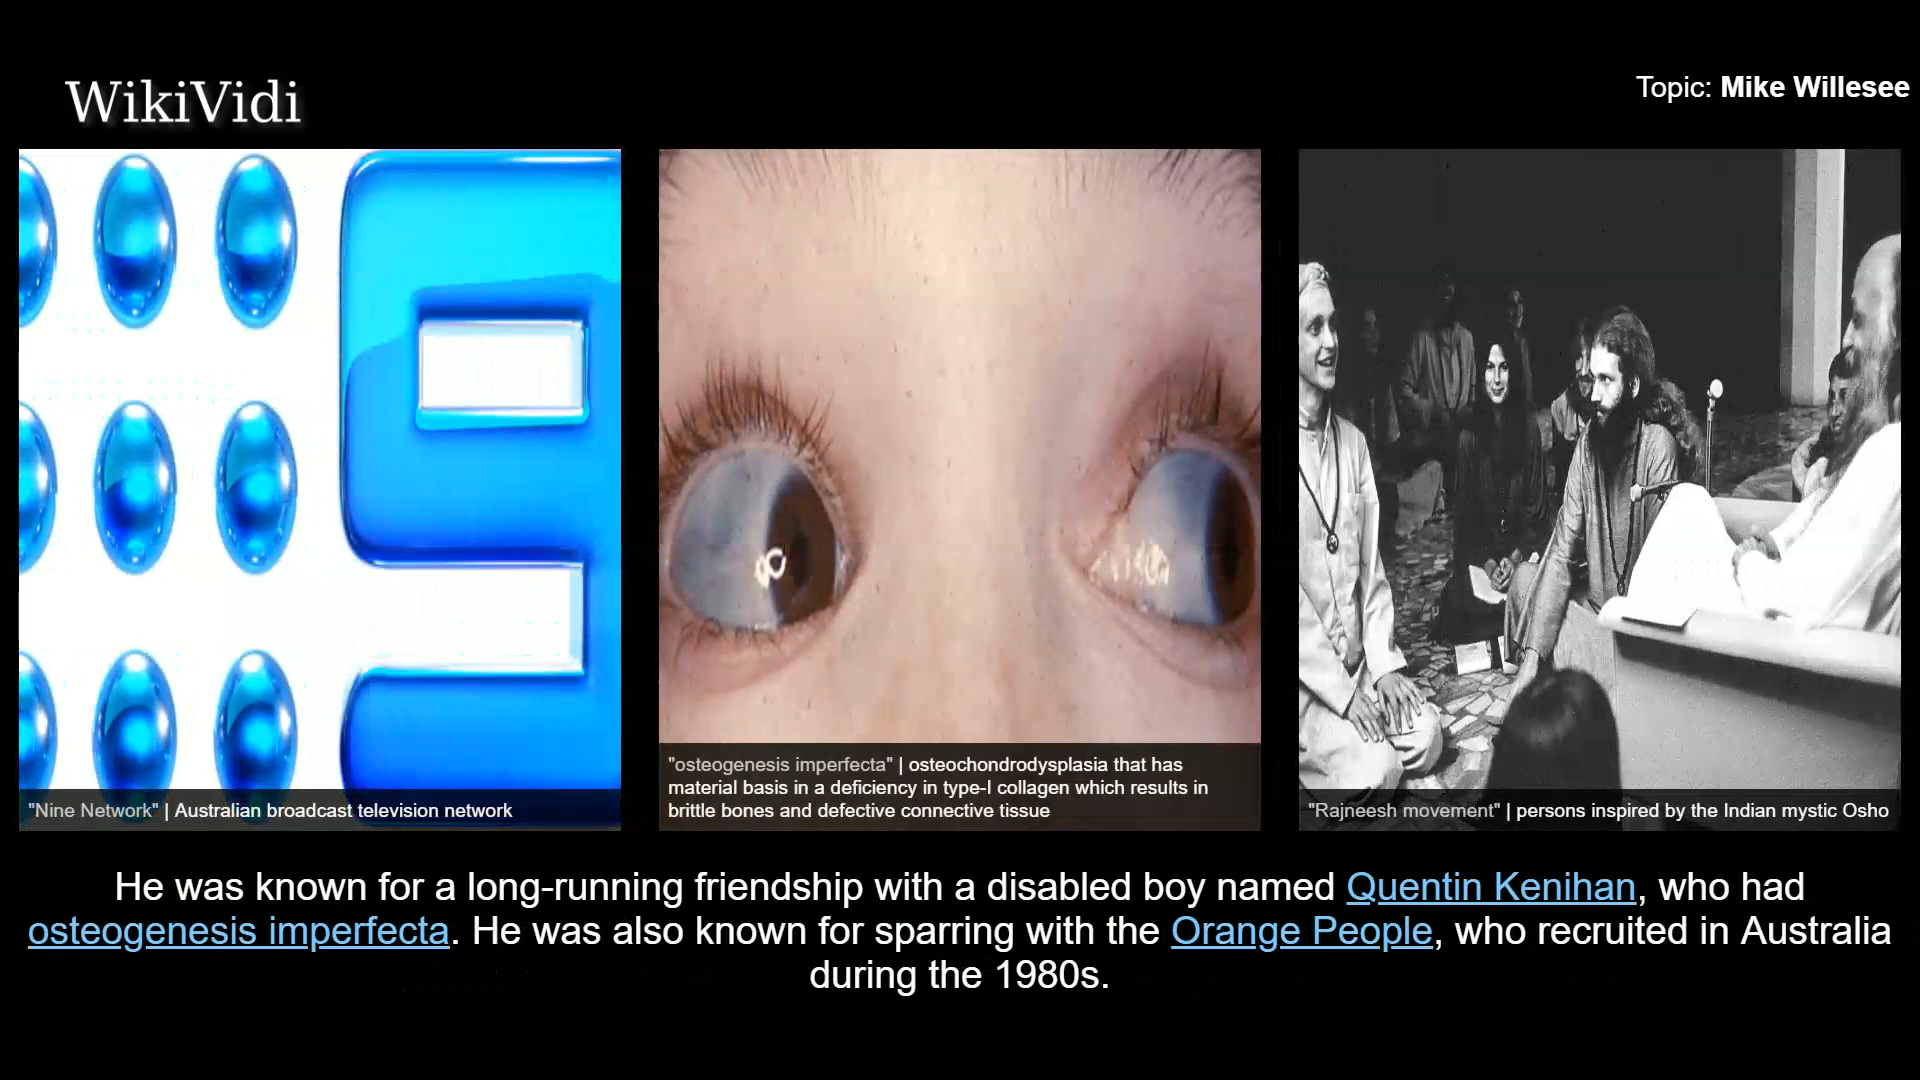 WikiVidi
Topic: Mike Willesee
"Nine Network" | Australian broadcast television network
"osteogenesis imperfecta" | osteochondrodysplasia that has
material basis in a deficiency in type-I collagen which results in
brittle bones and defective connective tissue
"Rajneesh movement" | persons inspired by the Indian mystic Osho
He was known for a long-running friendship with a disabled boy named Quentin Kenihan, who had
osteogenesis imperfecta. He was also known for sparring with the Orange People, who recruited in Australia
during the 1980s.